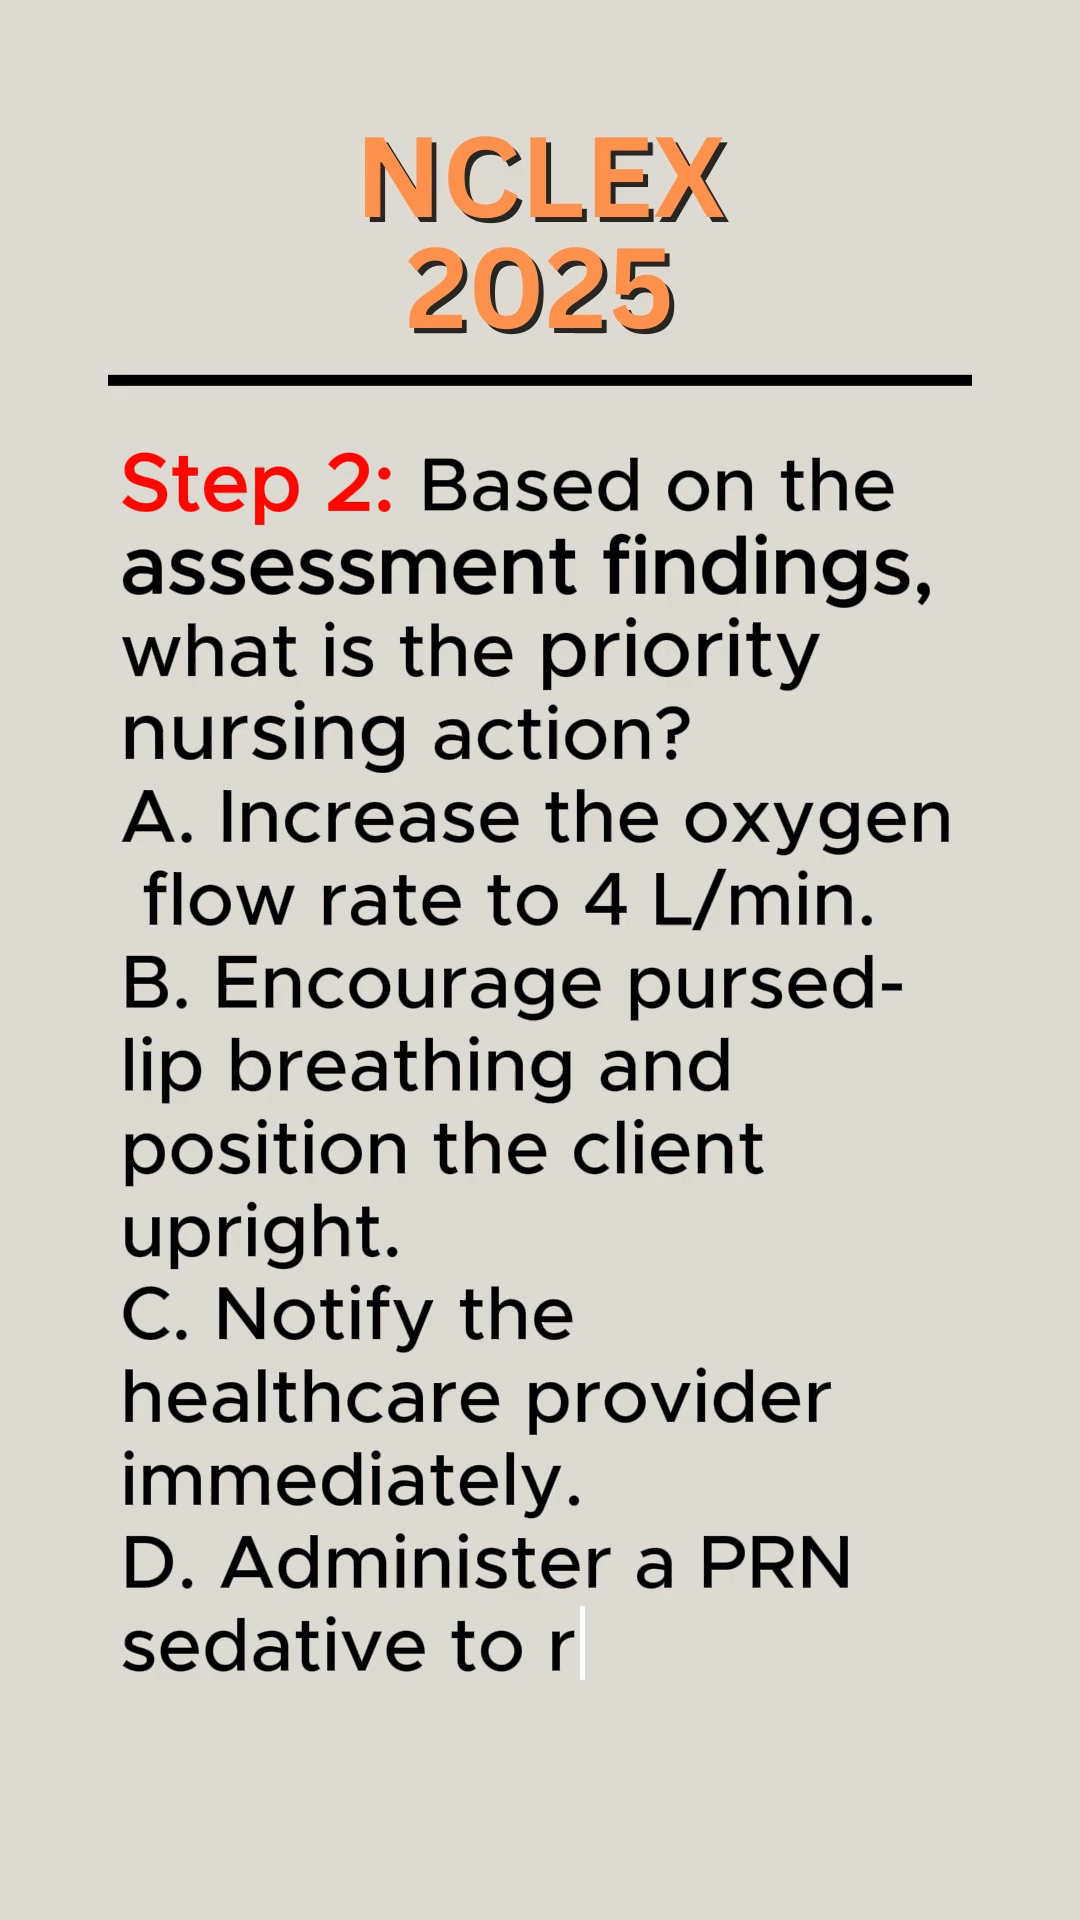 NCLEX
2025
Step 2: Based on the
assessment findings,
what is the priority
nursing action?
A. Increase the oxygen
flow rate to 4 L/min.
B. Encourage pursed-
lip breathing and
position the client
upright.
C. Notify the
healthcare provider
immediately.
D. Administer a PRN
sedative to r